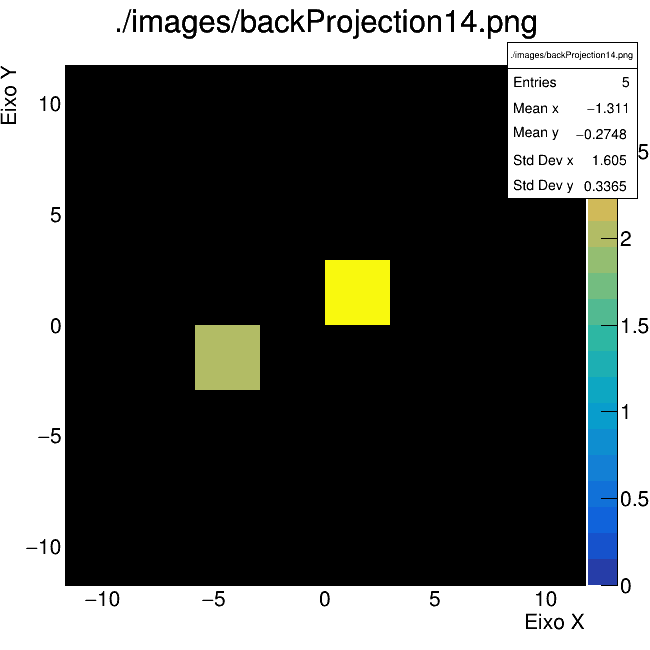 ./images/backProjection14.png
./images/backProjection14.png
Entries 5
Mean x −1.311
Mean y −0.2748
Std Dev x 1.605
Std Dev y 0.3365
Eixo Y
10
5
0
−5
−10
−10 −5 0 5 10
Eixo X
5
2
1.5
1
0.5
0